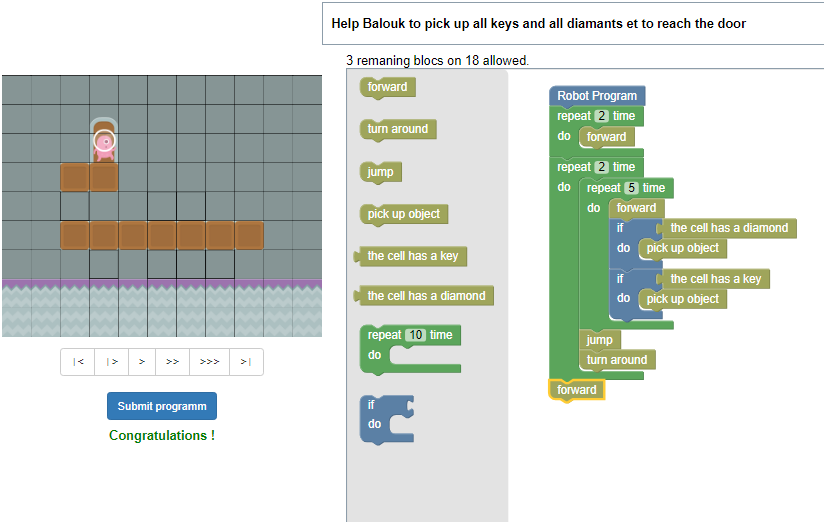 Help Balouk to pick up all keys and all diamants et to reach the door
3 remaning blocs on 18 allowed.
forward
turn around
jump
pick up object
the cell has a key
the cell has a diamond
repeat 10 time
do
if
do
Robot Program
repeat 2 time
do forward
repeat 2 time
do repeat 5 time
do forward
if the cell has a diamond
do pick up object
if the cell has a key
do pick up object
jump
turn around
forward
|< |> > >> >>> >|
Submit programm
Congratulations !